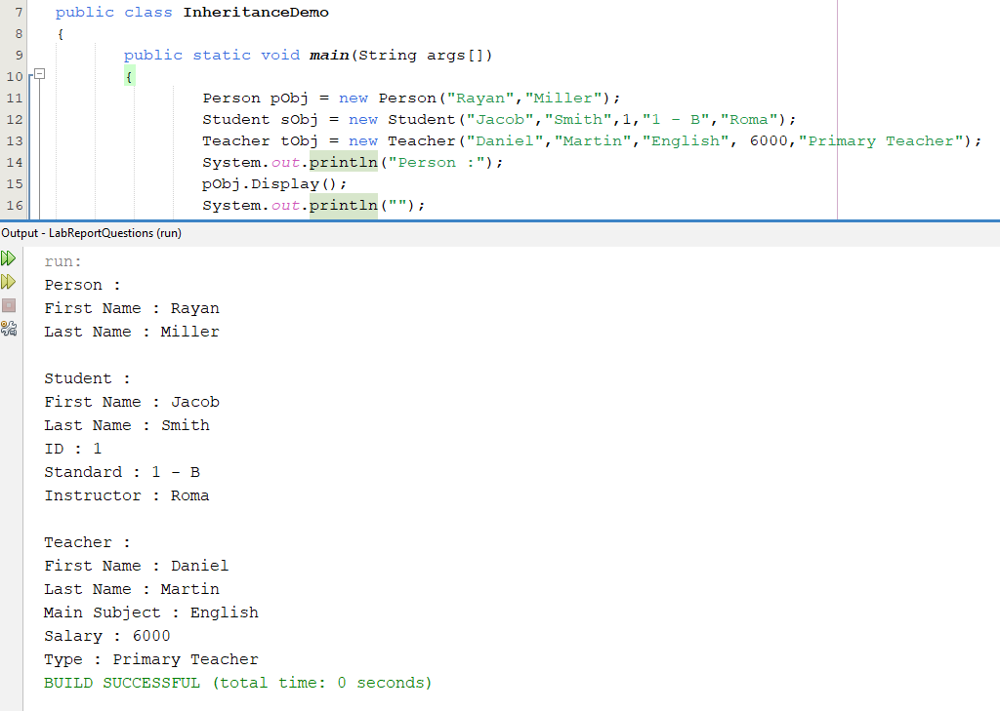 7 public class InheritanceDemo
8 {
9 public static void main(String args[])
10 {
11 Person pObj = new Person("Rayan","Miller");
12 Student sObj = new Student("Jacob","Smith",1,"1 - B","Roma");
13 Teacher tObj = new Teacher("Daniel","Martin","English", 6000,"Primary Teacher");
14 System.out.println("Person :");
15 pObj.Display();
16 System.out.println("");
Output - LabReportQuestions (run)
run:
Person :
First Name : Rayan
Last Name : Miller
Student :
First Name : Jacob
Last Name : Smith
ID : 1
Standard : 1 - B
Instructor : Roma
Teacher :
First Name : Daniel
Last Name : Martin
Main Subject : English
Salary : 6000
Type : Primary Teacher
BUILD SUCCESSFUL (total time: 0 seconds)